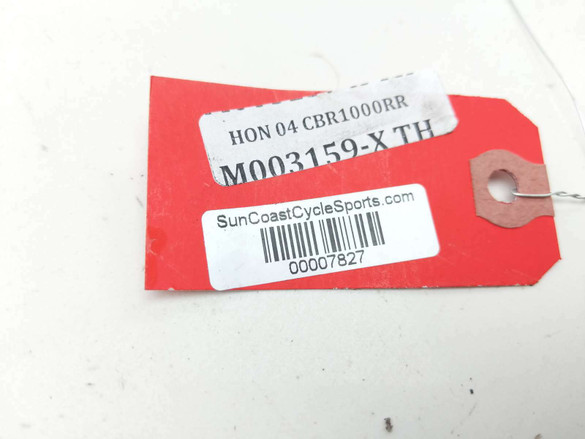 HON 04 CBR1000RR
M003159-X TH
SunCoastCycleSports.com
00007827